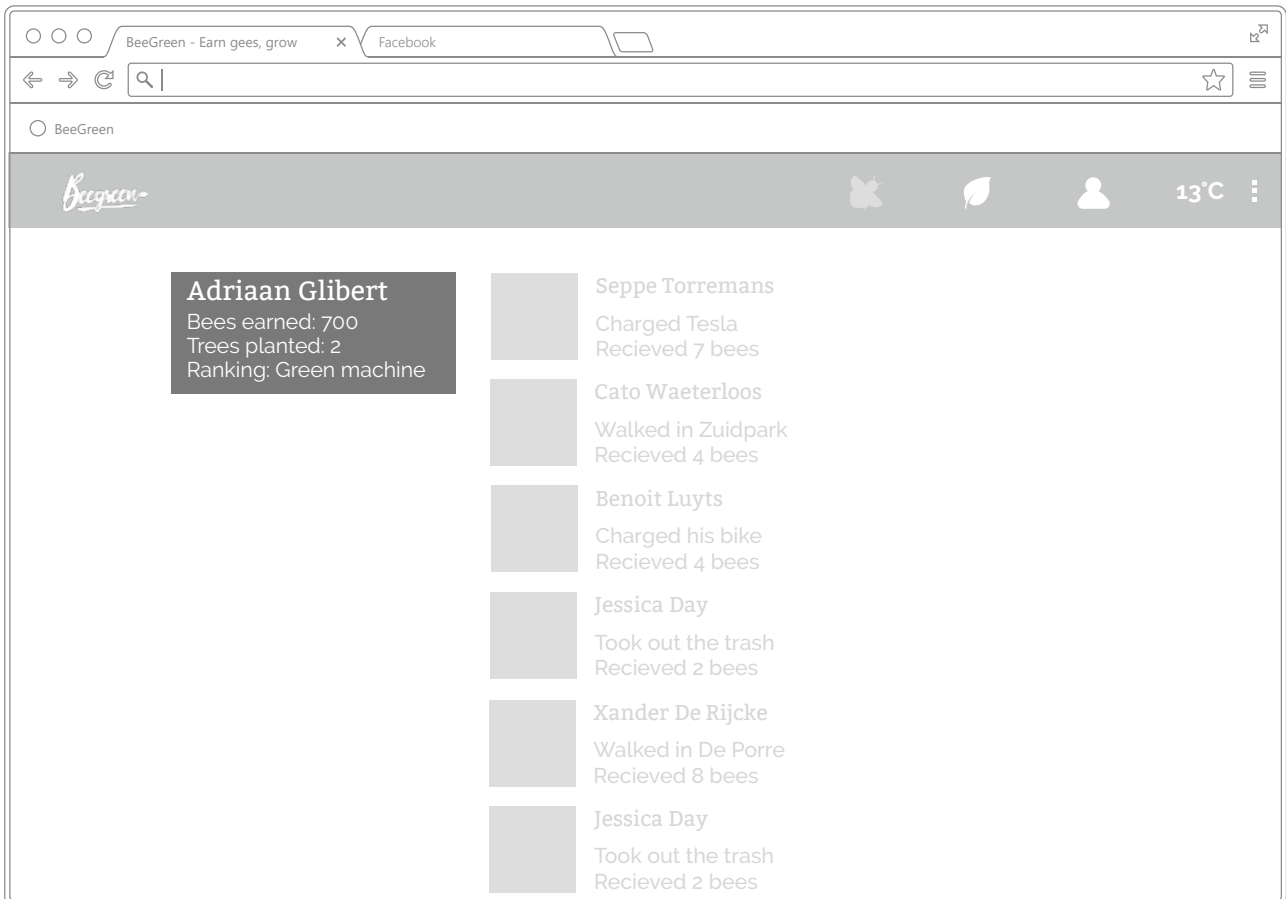 BeeGreen - Earn gees, grow
Facebook
BeeGreen
Beegreen
13°C
Adriaan Glibert
Bees earned: 700
Trees planted: 2
Ranking: Green machine
Seppe Torremans
Charged Tesla
Recieved 7 bees
Cato Waeterloos
Walked in Zuidpark
Recieved 4 bees
Benoit Luyts
Charged his bike
Recieved 4 bees
Jessica Day
Took out the trash
Recieved 2 bees
Xander De Rijcke
Walked in De Porre
Recieved 8 bees
Jessica Day
Took out the trash
Recieved 2 bees